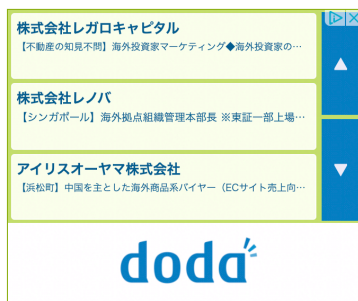 株式会社レガロキャピタル
【不動産の知見不問】海外投資家マーケティング◆海外投資家の…
株式会社レノバ
【シンガポール】海外拠点組織管理本部長 ※東証一部上場…
アイリスオーヤマ株式会社
【浜松町】中国を主とした海外商品系バイヤー（ECサイト売上向…
doda